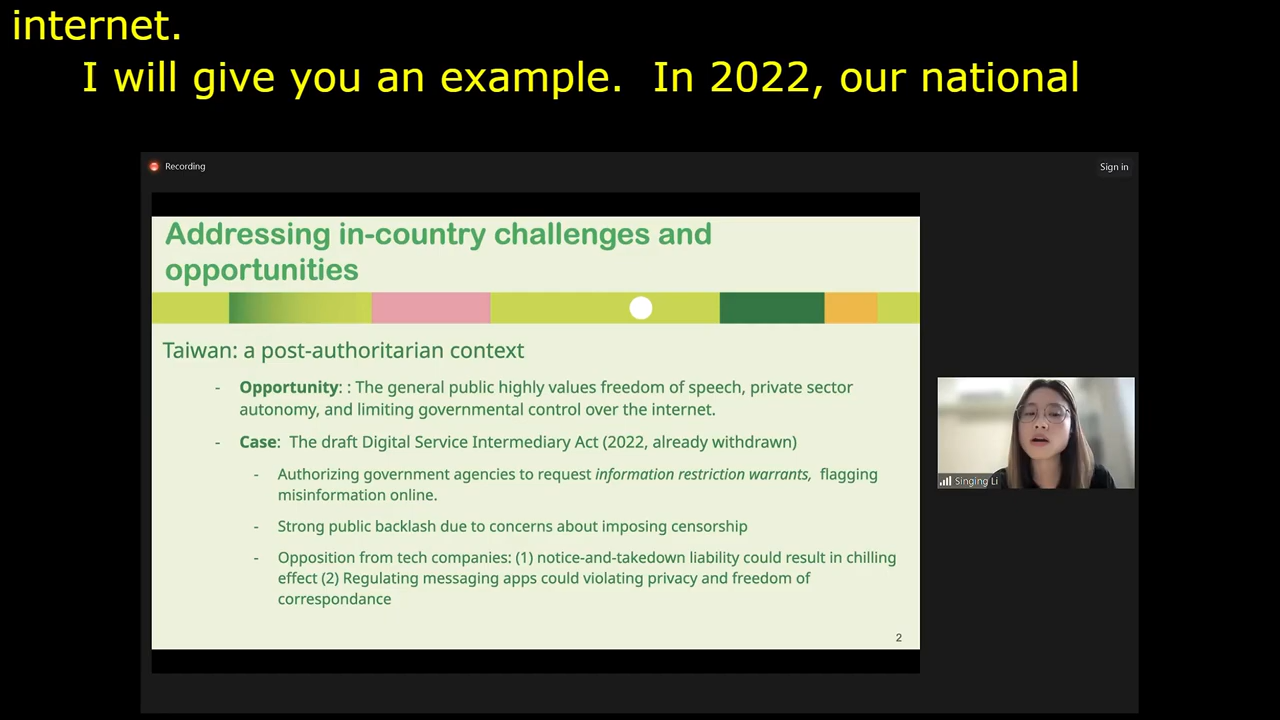 internet.
I will give you an example.  In 2022, our national
Recording
Sign in
Addressing in-country challenges and
opportunities
Taiwan: a post-authoritarian context
- Opportunity: : The general public highly values freedom of speech, private sector
autonomy, and limiting governmental control over the internet.
- Case:  The draft Digital Service Intermediary Act (2022, already withdrawn)
- Authorizing government agencies to request information restriction warrants,  flagging
misinformation online.
- Strong public backlash due to concerns about imposing censorship
- Opposition from tech companies: (1) notice-and-takedown liability could result in chilling
effect (2) Regulating messaging apps could violating privacy and freedom of
correspondance
2
Singing Li